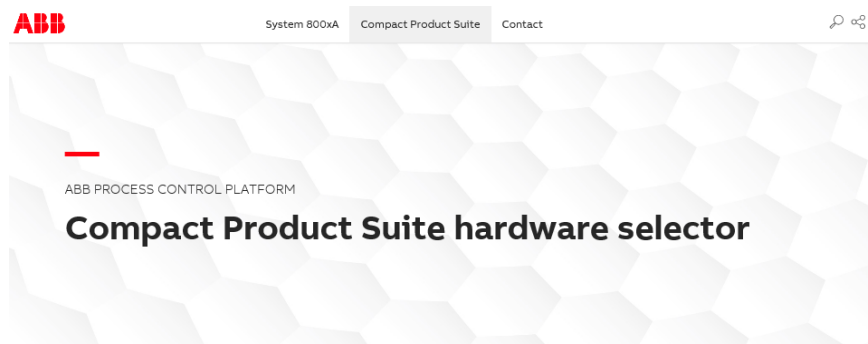 ABB
System 800xA
Compact Product Suite
Contact
ABB PROCESS CONTROL PLATFORM
Compact Product Suite hardware selector